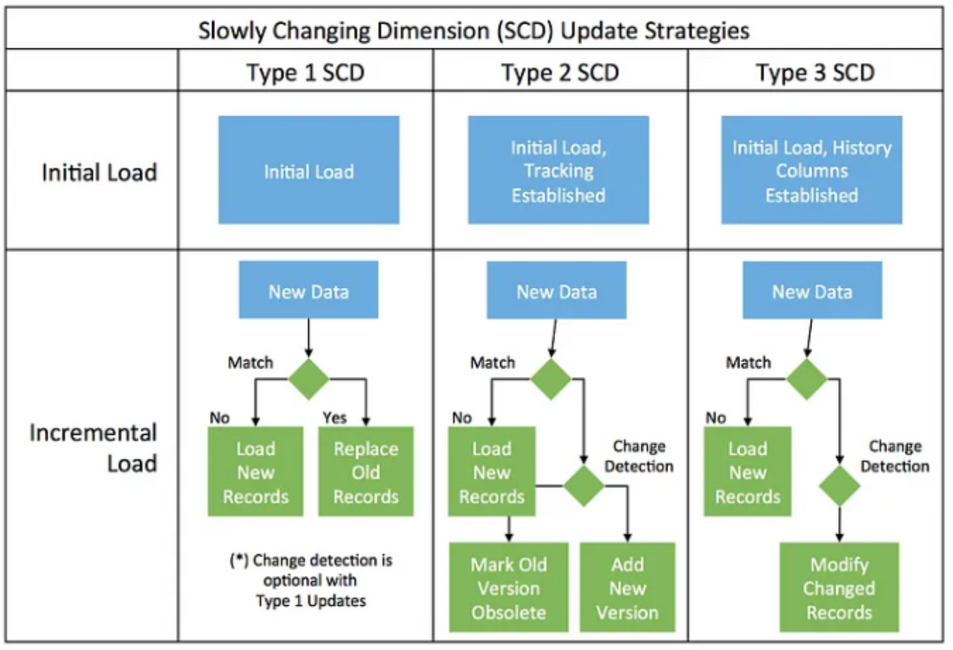 Slowly Changing Dimension (SCD) Update Strategies
Type 1 SCD
Type 2 SCD
Type 3 SCD
Initial Load
Initial Load
Initial Load,
Tracking
Established
Initial Load, History
Columns
Established
Incremental
Load
New Data
Match
No
Yes
Load
New
Records
Replace
Old
Records
(*) Change detection is
optional with
Type 1 Updates
New Data
Match
No
Load
New
Records
Change
Detection
Mark Old
Version
Obsolete
Add
New
Version
New Data
Match
No
Load
New
Records
Change
Detection
Modify
Changed
Records